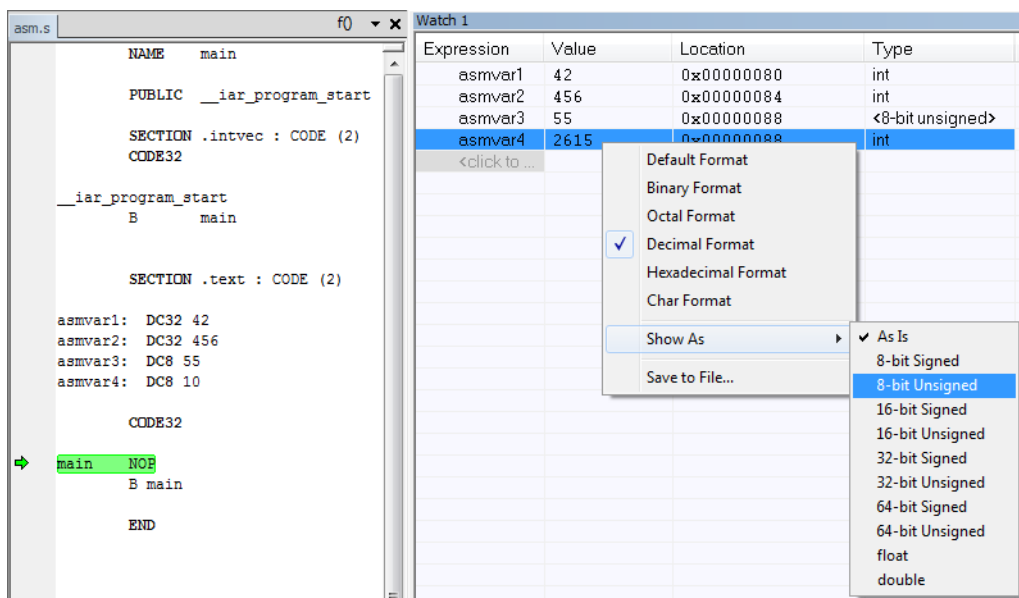 asm.s
f()
NAME main
PUBLIC __iar_program_start
SECTION .intvec : CODE (2)
CODE32
__iar_program_start
B main
SECTION .text : CODE (2)
asmvar1: DC32 42
asmvar2: DC32 456
asmvar3: DC8 55
asmvar4: DC8 10
CODE32
main NOP
B main
END
Watch 1
Expression Value Location Type
asmvar1 42 0x00000080 int
asmvar2 456 0x00000084 int
asmvar3 55 0x00000088 <8-bit unsigned>
asmvar4 2615 0x00000088 int
<click to ...
Default Format
Binary Format
Octal Format
Decimal Format
Hexadecimal Format
Char Format
Show As
Save to File...
As Is
8-bit Signed
8-bit Unsigned
16-bit Signed
16-bit Unsigned
32-bit Signed
32-bit Unsigned
64-bit Signed
64-bit Unsigned
float
double